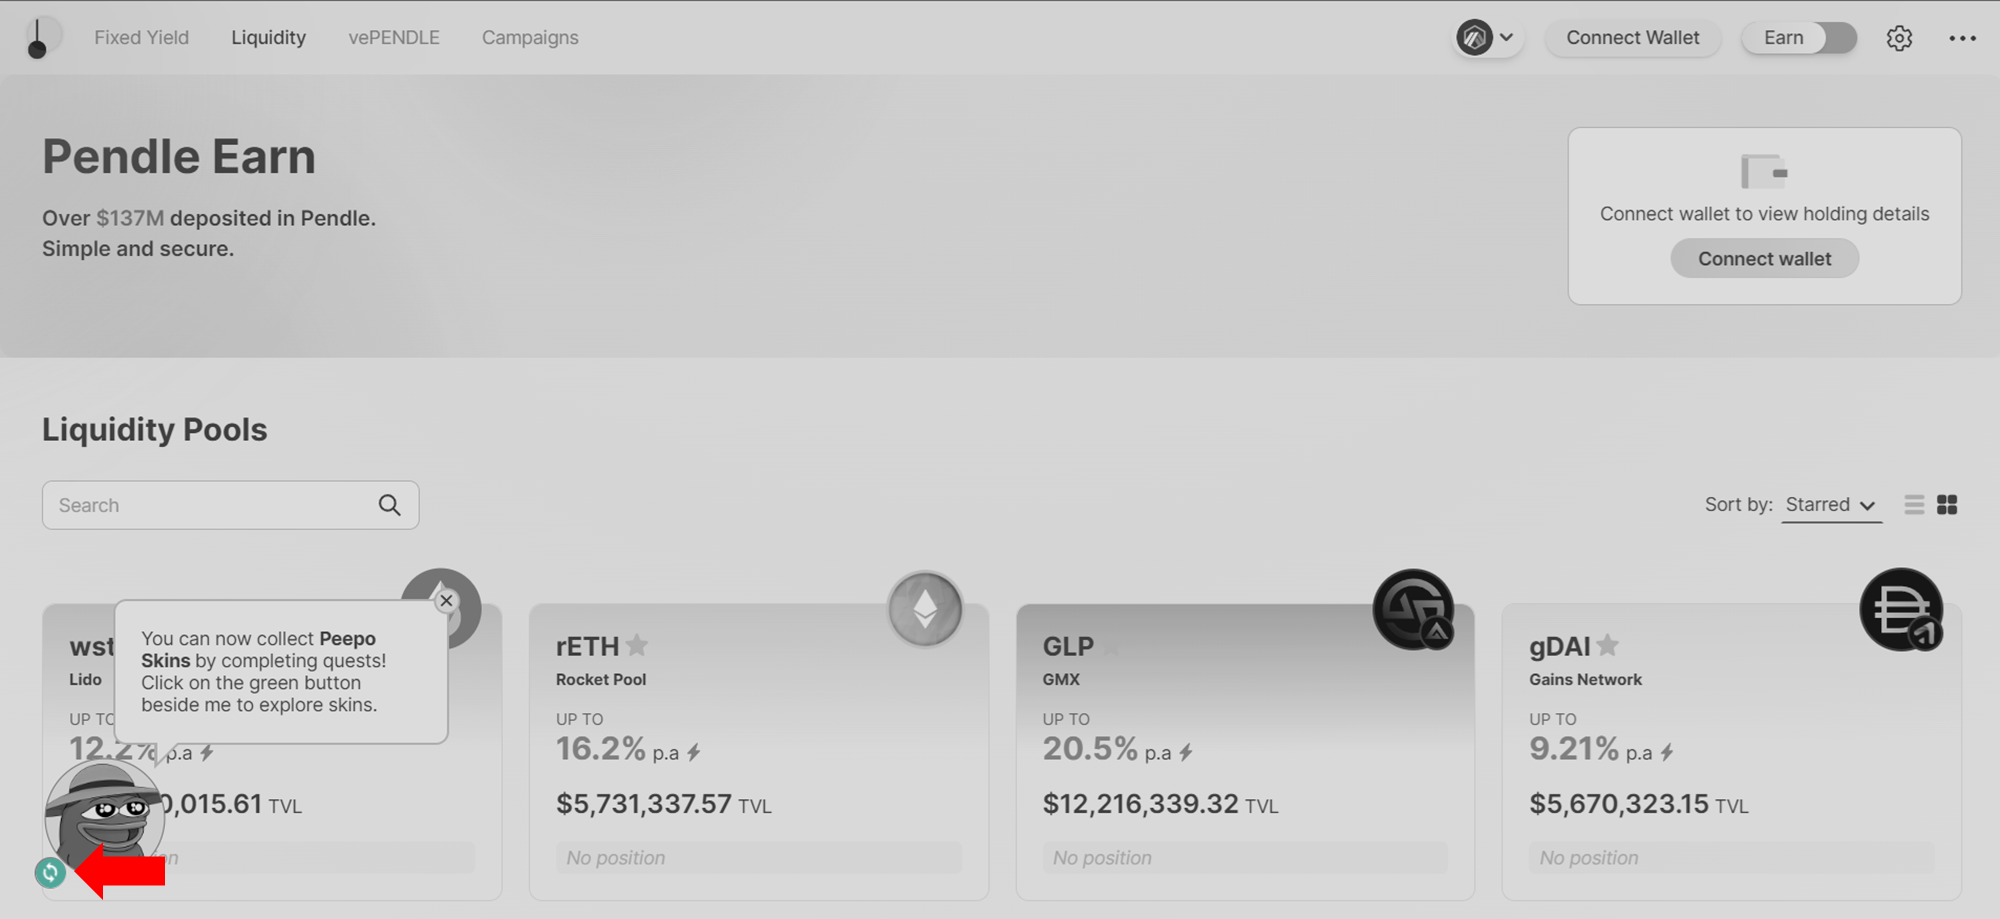 Fixed Yield
Liquidity
vePENDLE
Campaigns
Connect Wallet
Earn
Pendle Earn
Over $137M deposited in Pendle.
Simple and secure.
Connect wallet to view holding details
Connect wallet
Liquidity Pools
Search
Sort by: Starred
You can now collect Peepo
Skins by completing quests!
Click on the green button
beside me to explore skins.
wst
Lido
UP TO
12.2% p.a
0,015.61 TVL
rETH
Rocket Pool
UP TO
16.2% p.a
$5,731,337.57 TVL
No position
GLP
GMX
UP TO
20.5% p.a
$12,216,339.32 TVL
No position
gDAI
Gains Network
UP TO
9.21% p.a
$5,670,323.15 TVL
No position